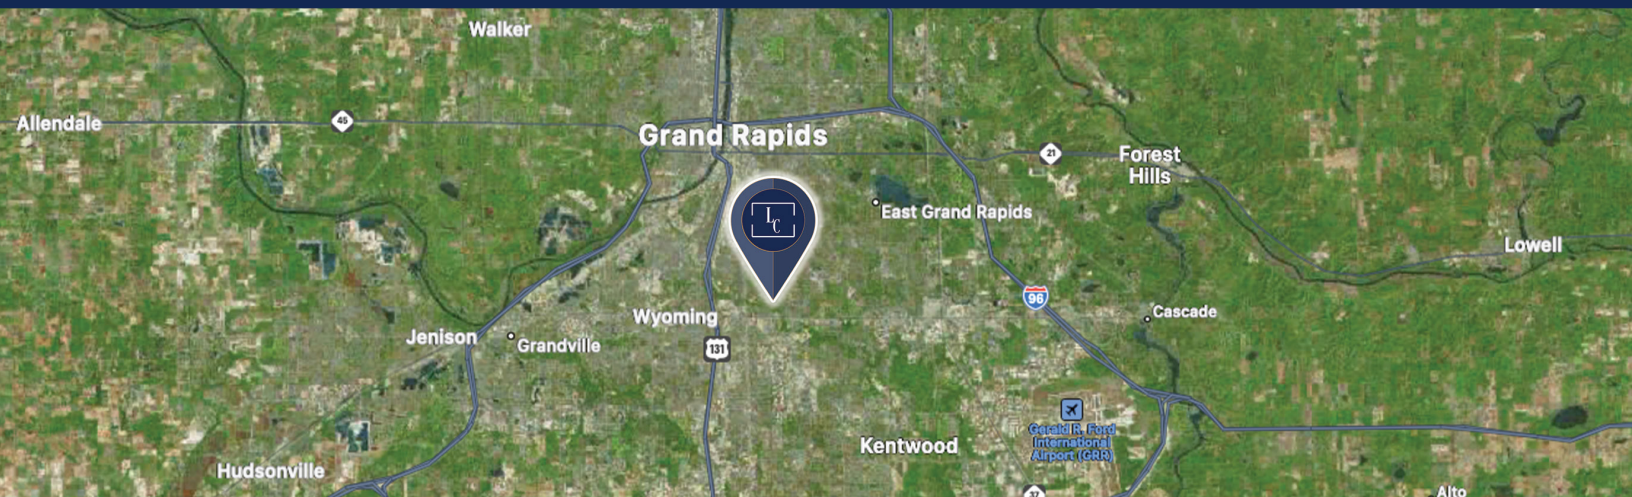 Walker
Allendale
45
Grand Rapids
21
Forest
Hills
L
C
East Grand Rapids
Lowell
96
Cascade
Wyoming
Jenison
Grandville
131
Gerald R. Ford
International
Airport (GRR)
Kentwood
Hudsonville
37
Alto